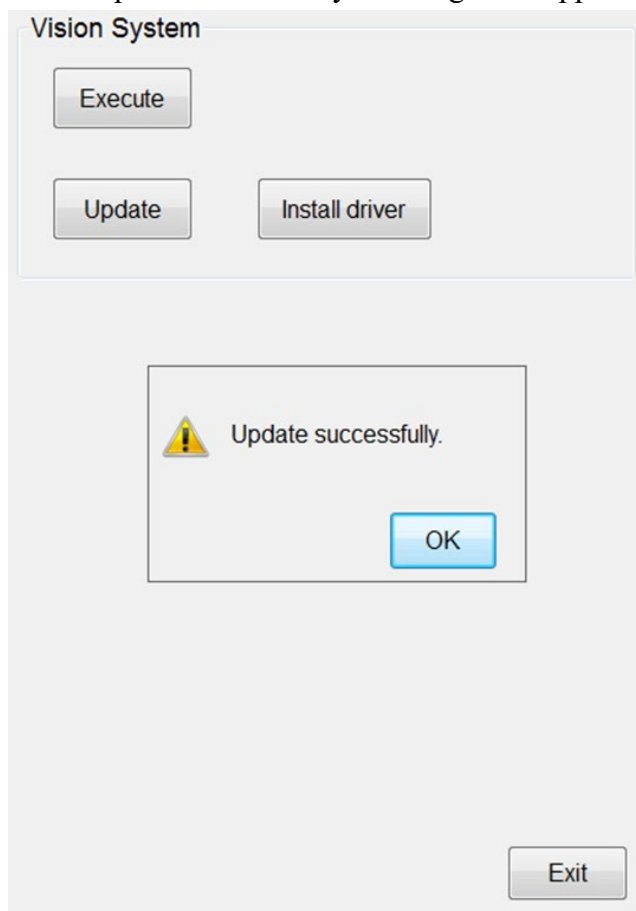 Vision System
Execute
Update Install driver
Update successfully.
OK
Exit